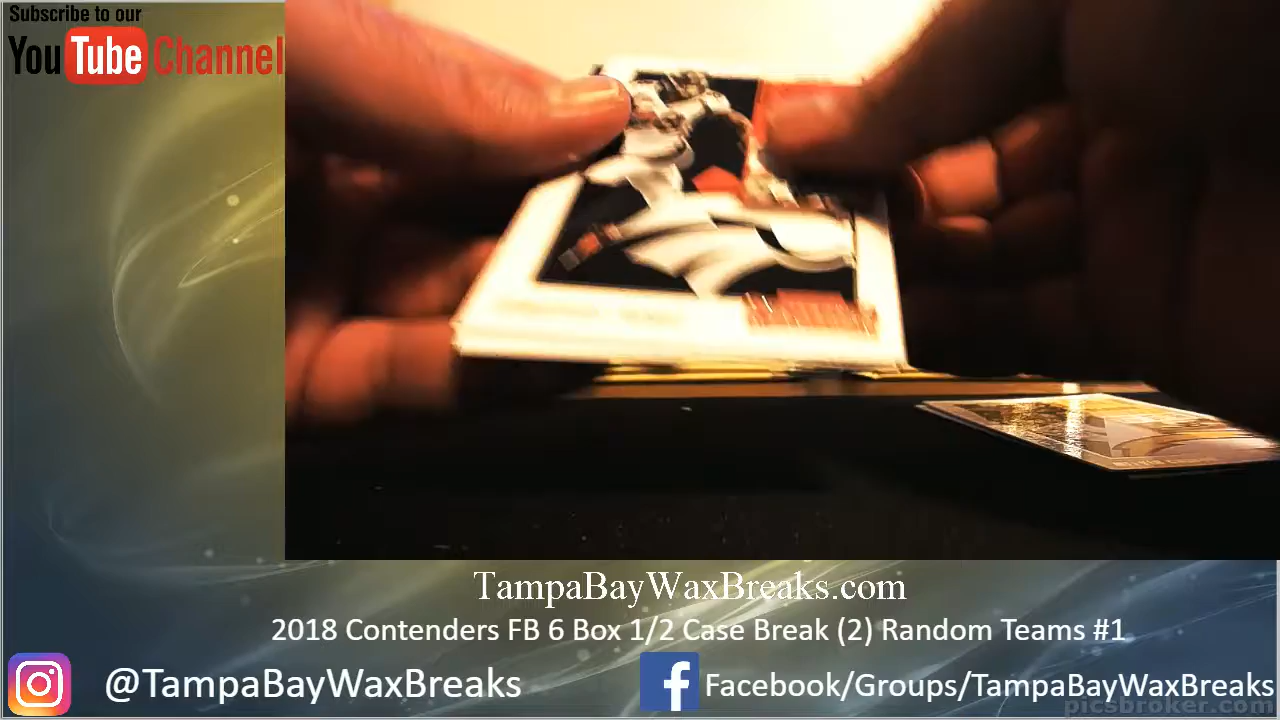 Subscribe to our
YouTube Channel
TampaBayWaxBreaks.com
2018 Contenders FB 6 Box 1/2 Case Break (2) Random Teams #1
@TampaBayWaxBreaks
Facebook/Groups/TampaBayWaxBreaks
picsbroker.com